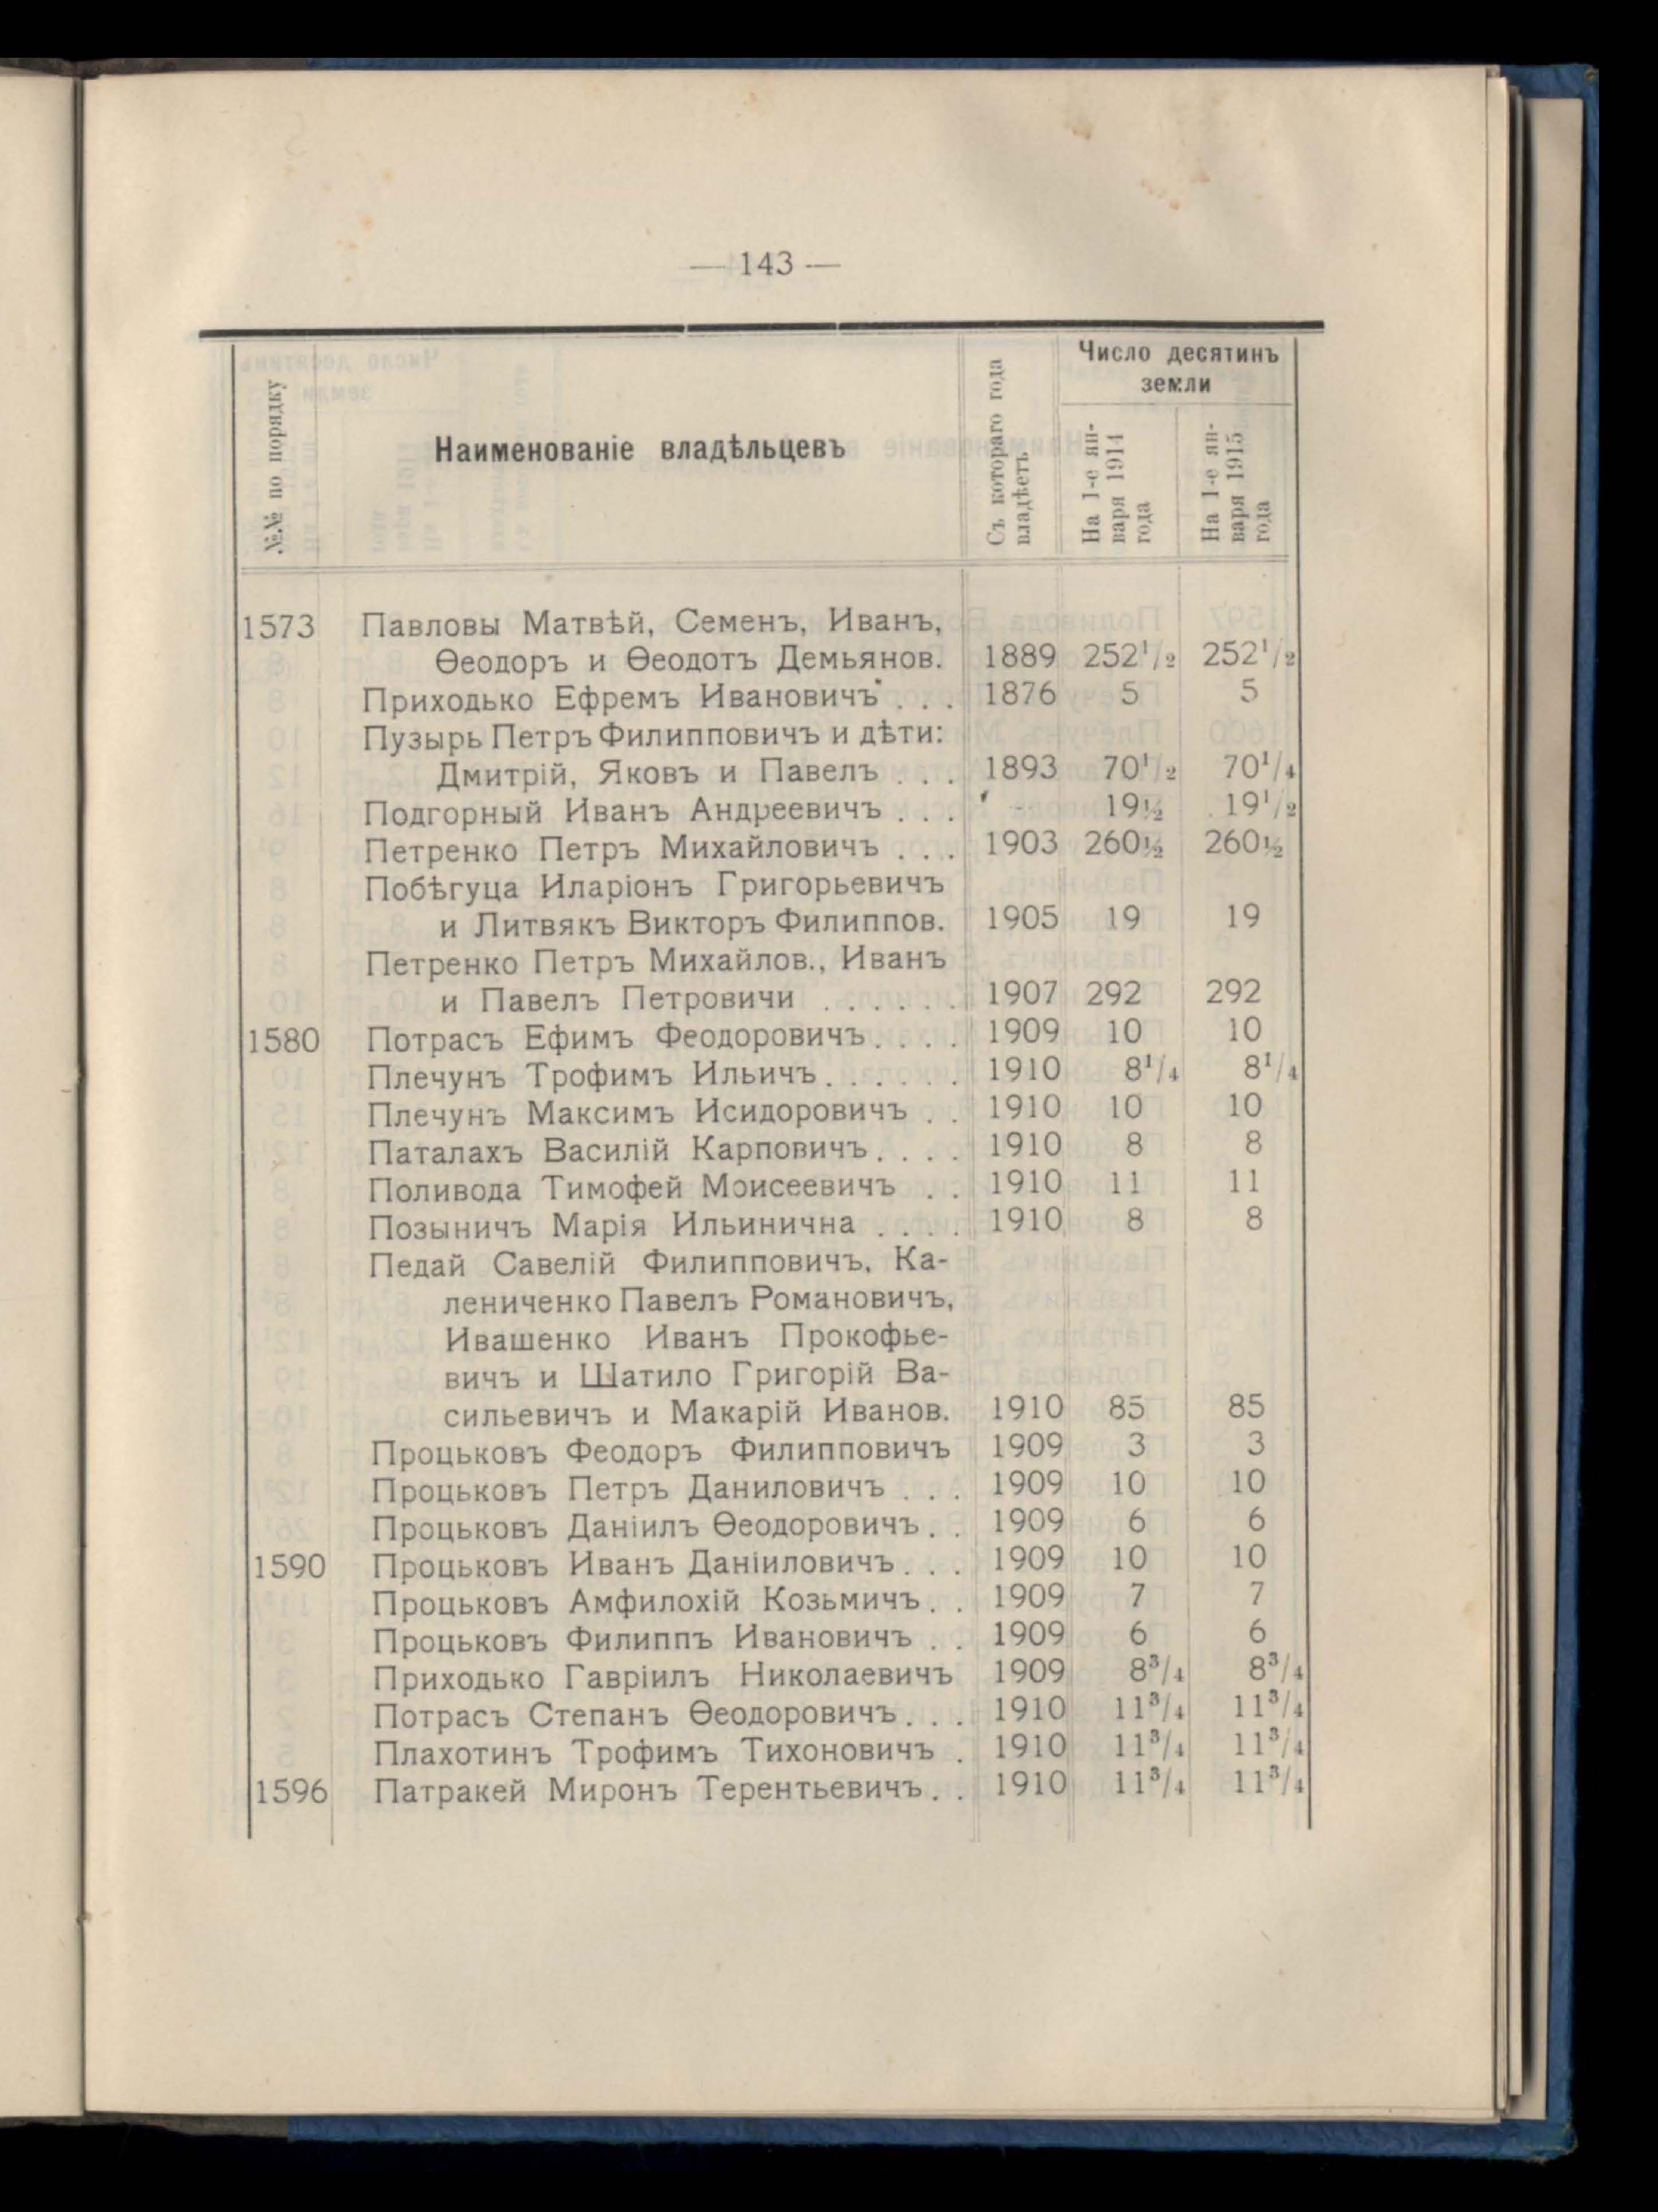 — 143 —
№№ по порядку
Наименованіе владѣльцевъ
Съ котораго года владѣетъ
Число десятинъ земли
На 1-е января 1914 года
На 1-е января 1915 года
1573 Павловы Матвѣй, Семенъ, Иванъ,
Ѳеодоръ и Ѳеодотъ Демьянов. 1889 252¹/₂ 252¹/₂
Приходько Ефремъ Ивановичъ . . . 1876 5 5
Пузырь Петръ Филипповичъ и дѣти:
Дмитрій, Яковъ и Павелъ . . . 1893 70¹/₂ 70¹/₄
Подгорный Иванъ Андреевичъ . . . — 19½ 19¹/₂
Петренко Петръ Михайловичъ . . . 1903 260½ 260½
Побѣгуца Иларіонъ Григорьевичъ
и Литвякъ Викторъ Филиппов. 1905 19 19
Петренко Петръ Михайлов., Иванъ
и Павелъ Петровичи . . . . . . 1907 292 292
1580 Потрасъ Ефимъ Феодоровичъ . . . . 1909 10 10
Плечунъ Трофимъ Ильичъ . . . . . . 1910 8¹/₄ 8¹/₄
Плечунъ Максимъ Исидоровичъ . . 1910 10 10
Паталахъ Василій Карповичъ . . . . 1910 8 8
Поливода Тимофей Моисеевичъ . . 1910 11 11
Позыничъ Марія Ильинична . . . . 1910 8 8
Педай Савелій Филипповичъ, Ка-
лениченко Павелъ Романовичъ,
Ивашенко Иванъ Прокофье-
вичъ и Шатило Григорій Ва-
сильевичъ и Макарій Иванов. 1910 85 85
Процьковъ Феодоръ Филипповичъ 1909 3 3
Процьковъ Петръ Даниловичъ . . . 1909 10 10
Процьковъ Даніилъ Ѳеодоровичъ . . 1909 6 6
1590 Процьковъ Иванъ Даніиловичъ . . . 1909 10 10
Процьковъ Амфилохій Козьмичъ . . 1909 7 7
Процьковъ Филиппъ Ивановичъ . . 1909 6 6
Приходько Гавріилъ Николаевичъ 1909 8³/₄ 8³/₄
Потрасъ Степанъ Ѳеодоровичъ . . . 1910 11³/₄ 11³/₄
Плахотинъ Трофимъ Тихоновичъ . 1910 11³/₄ 11³/₄
1596 Патракей Миронъ Терентьевичъ . . 1910 11³/₄ 11³/₄